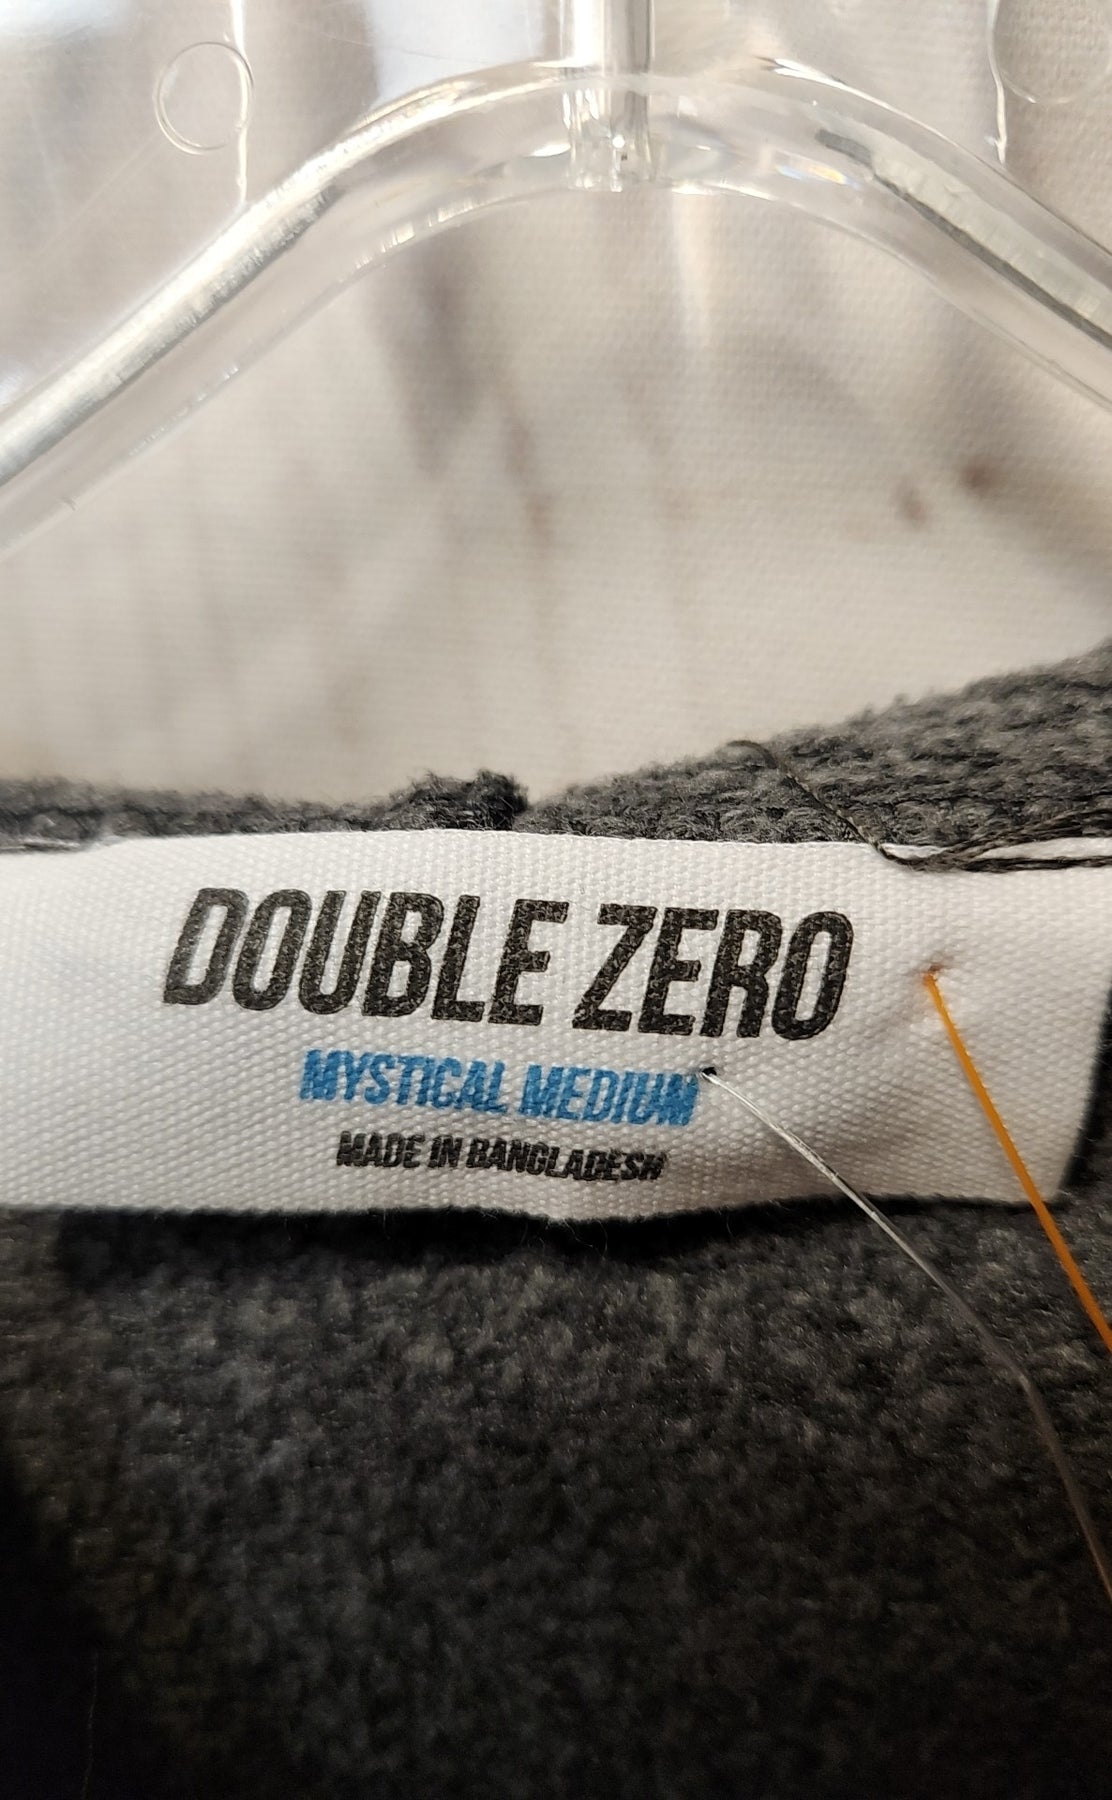 DOUBLE ZERO
MYSTICAL MEDIUM
MADE IN BANGLADESH